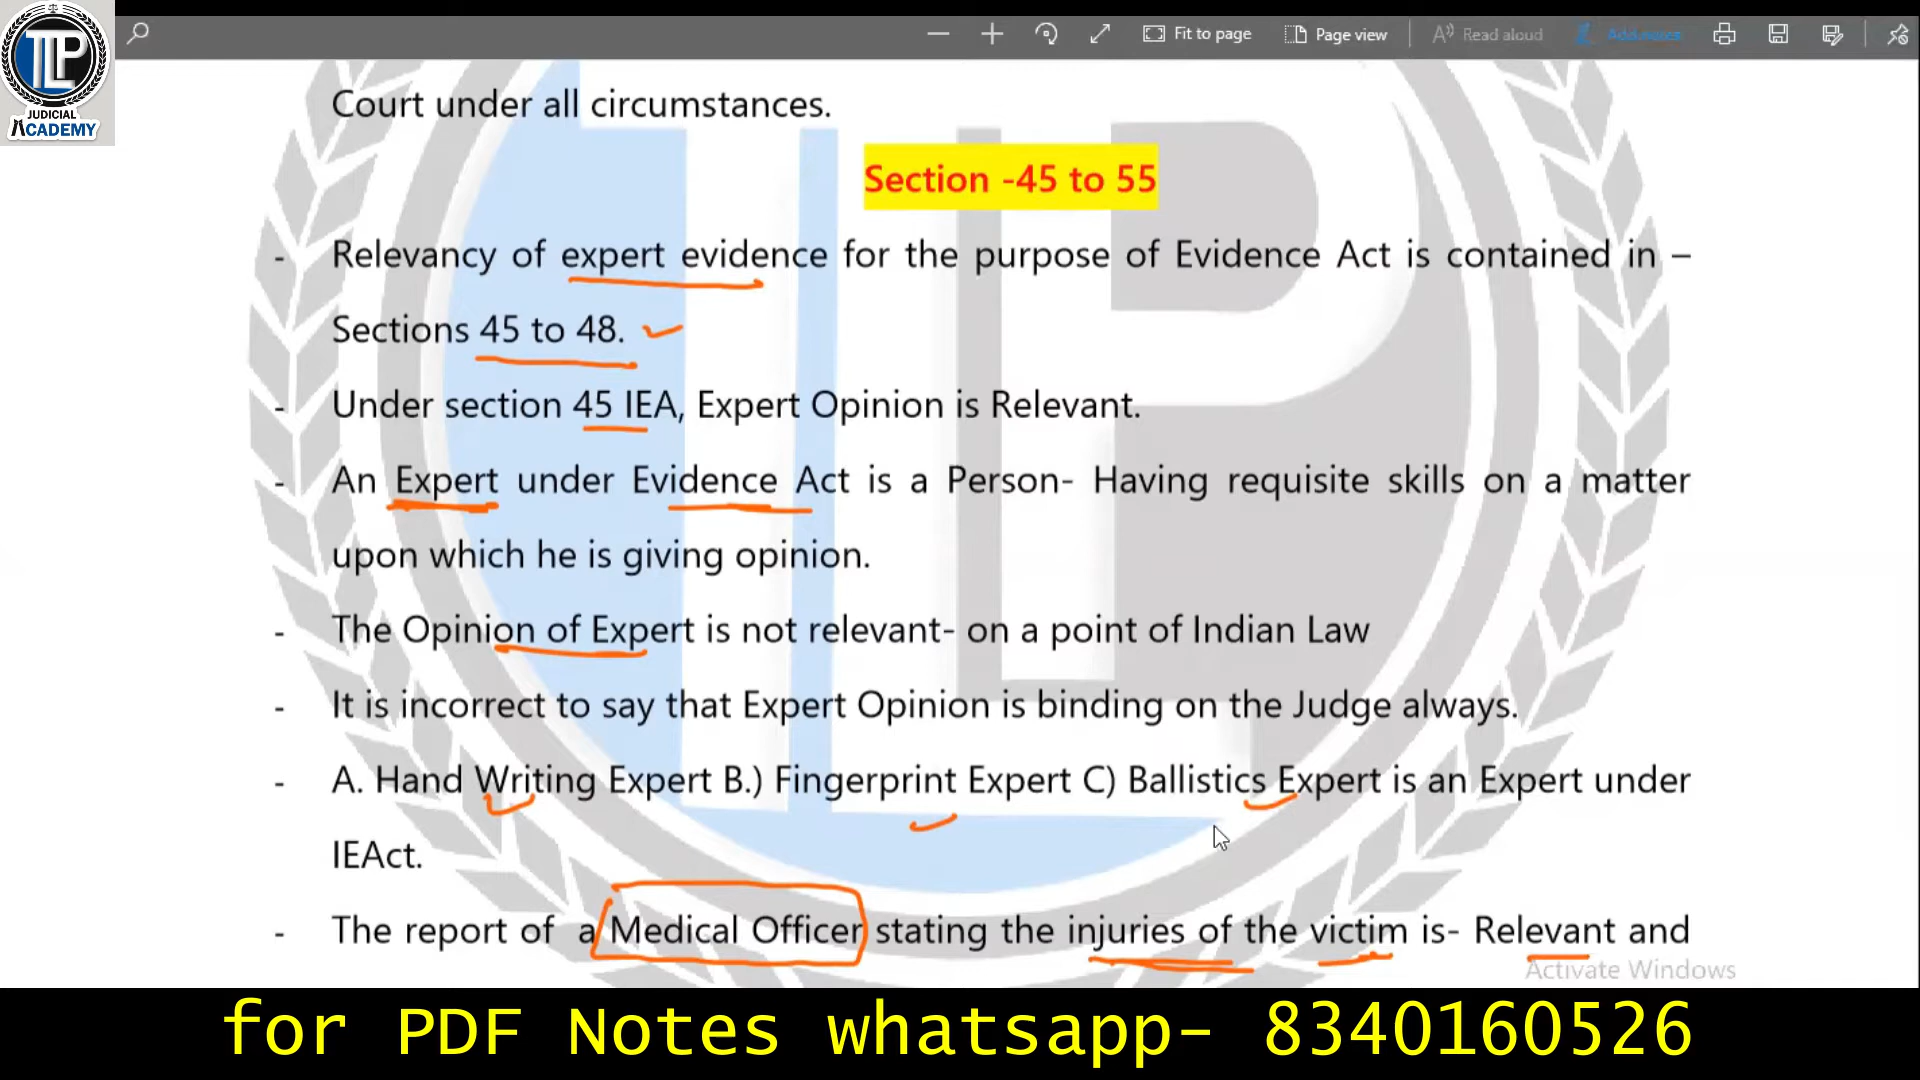 TLP
JUDICIAL
ACADEMY
Fit to page
Page view
Read aloud
Add notes
Court under all circumstances.
Section -45 to 55
- Relevancy of expert evidence for the purpose of Evidence Act is contained in –
Sections 45 to 48.
- Under section 45 IEA, Expert Opinion is Relevant.
- An Expert under Evidence Act is a Person- Having requisite skills on a matter
upon which he is giving opinion.
- The Opinion of Expert is not relevant- on a point of Indian Law
- It is incorrect to say that Expert Opinion is binding on the Judge always.
- A. Hand Writing Expert B.) Fingerprint Expert C) Ballistics Expert is an Expert under
IEAct.
- The report of a Medical Officer stating the injuries of the victim is- Relevant and
Activate Windows
for PDF Notes whatsapp- 8340160526